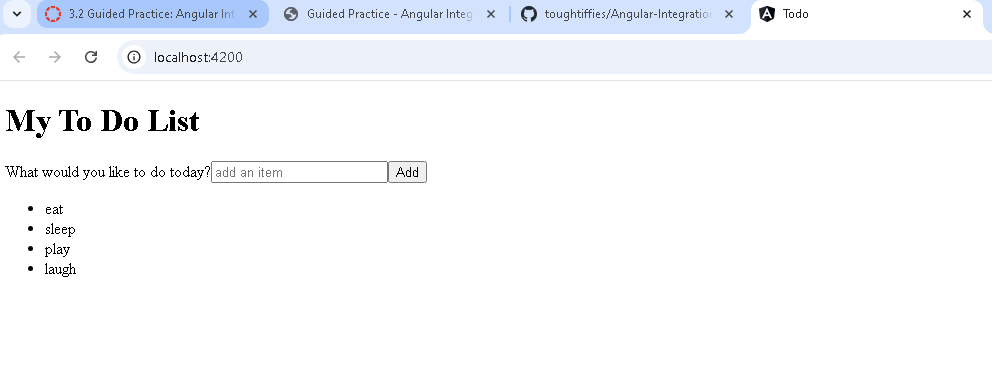 3.2 Guided Practice: Angular Int
Guided Practice - Angular Integ
toughtiffies/Angular-Integration
Todo
localhost:4200
My To Do List
What would you like to do today? add an item Add
eat
sleep
play
laugh